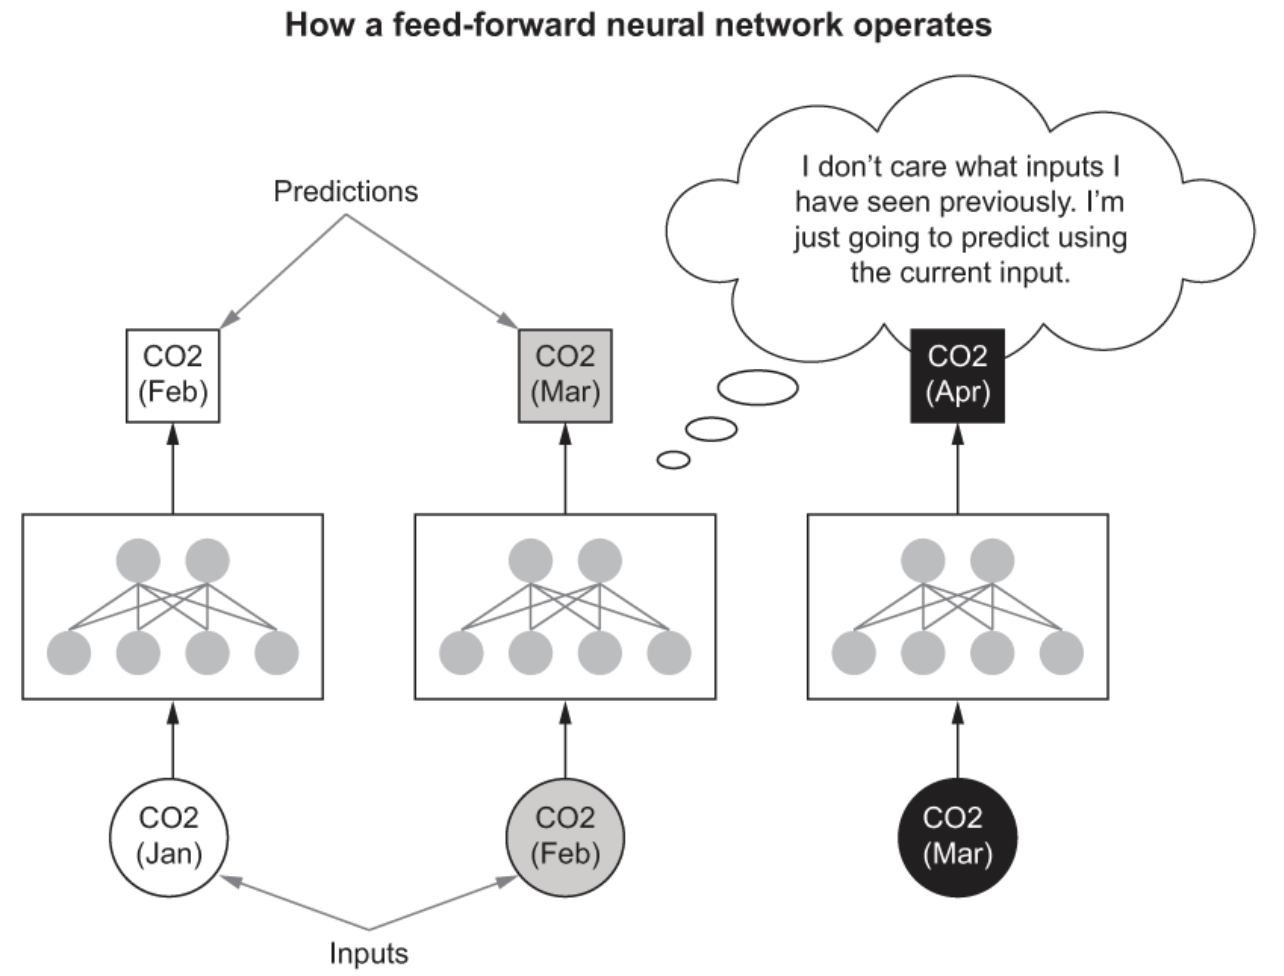 How a feed-forward neural network operates
I don't care what inputs I
have seen previously. I'm
just going to predict using
the current input.
Predictions
CO2
(Feb)
CO2
(Mar)
CO2
(Apr)
CO2
(Jan)
CO2
(Feb)
CO2
(Mar)
Inputs